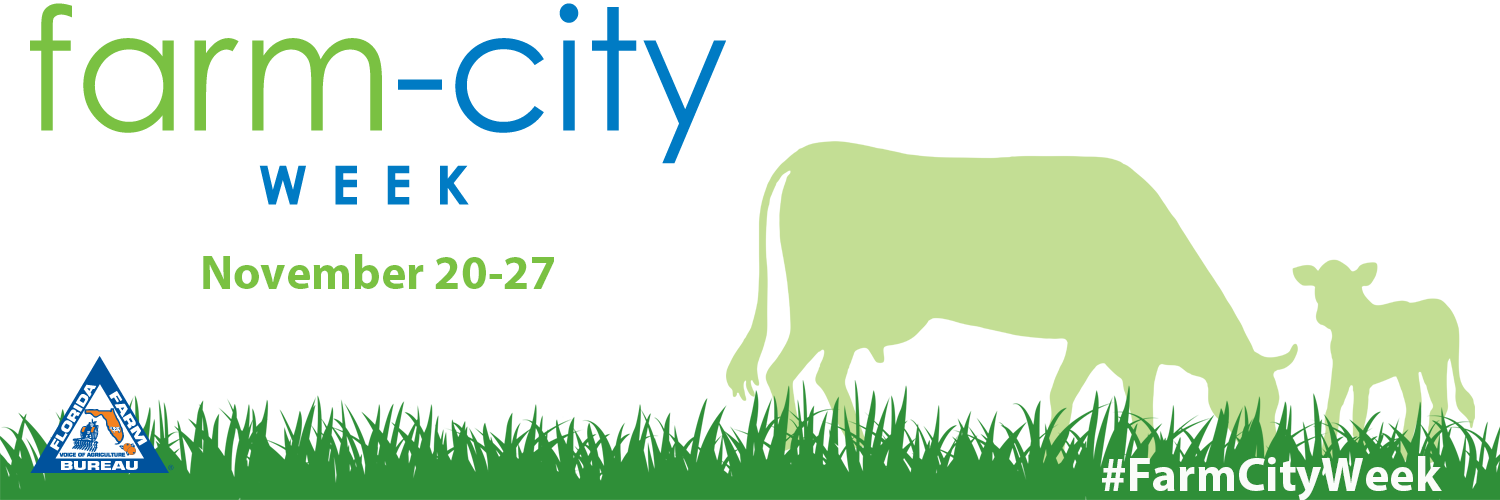 farm-city
WEEK
November 20-27
FLORIDA FARM
VOICE OF AGRICULTURE
BUREAU
#FarmCityWeek